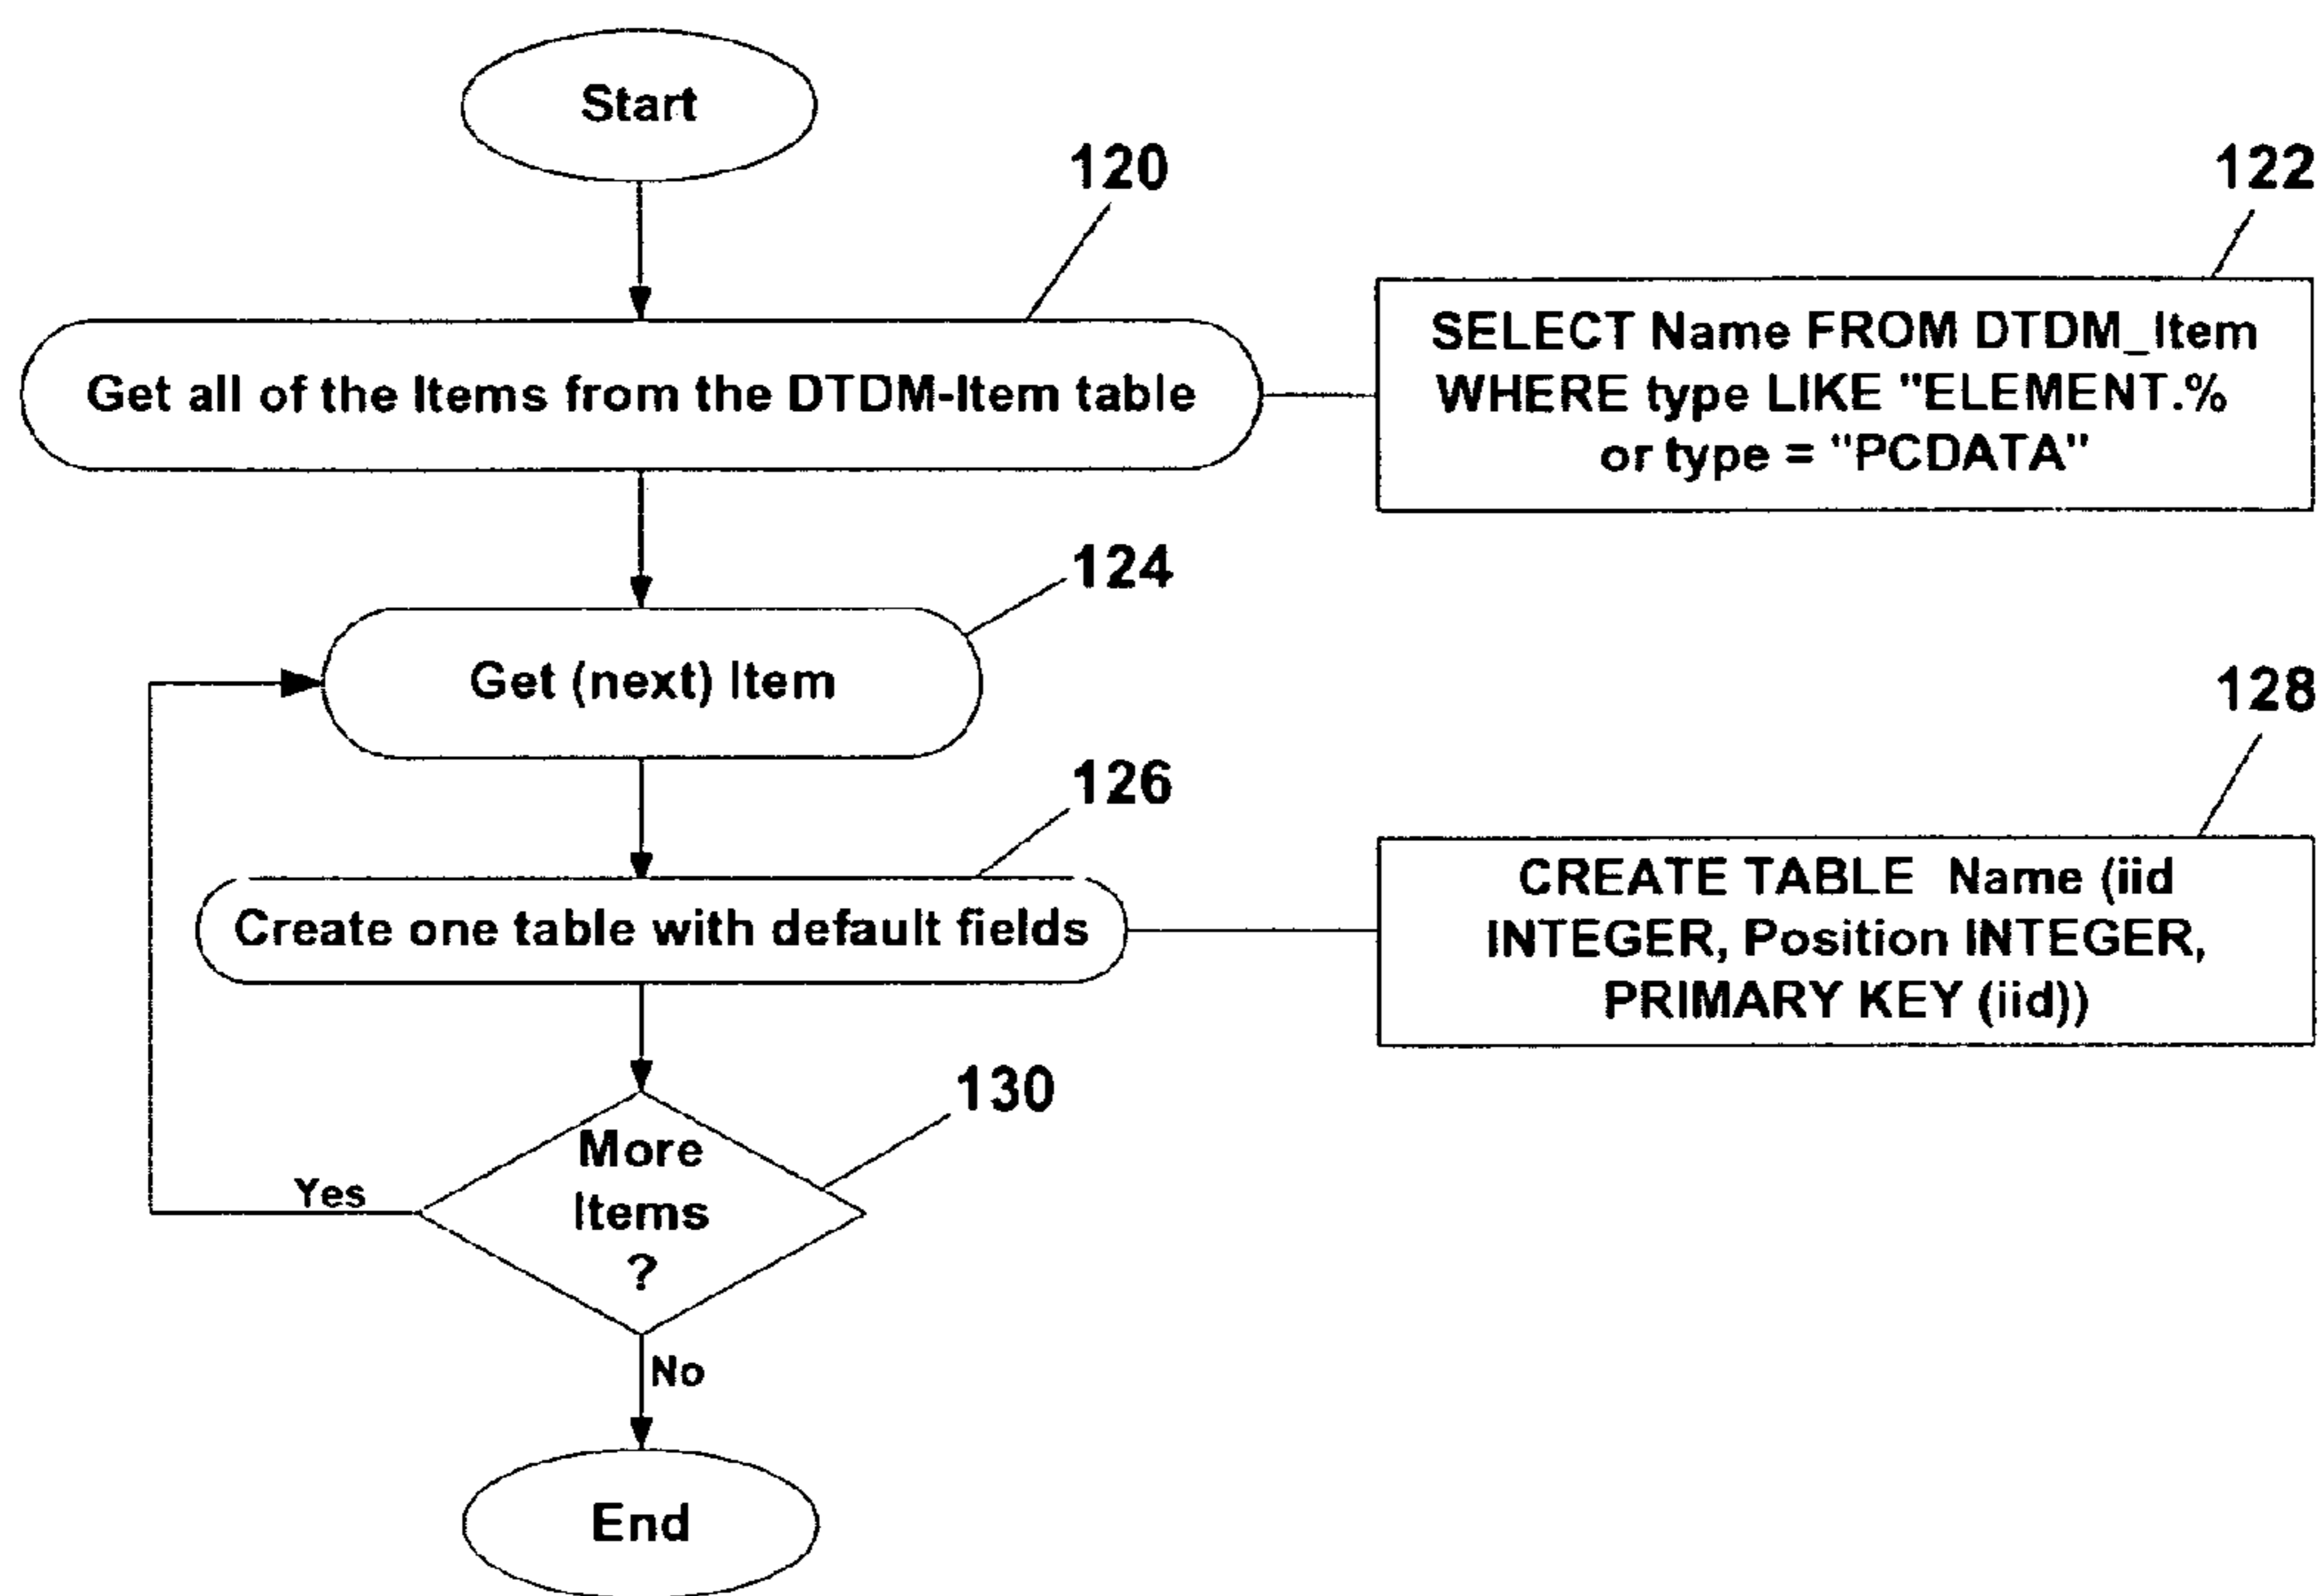 Start
120
122
Get all of the Items from the DTDM-Item table
SELECT Name FROM DTDM_Item
WHERE type LIKE "ELEMENT.%
or type = "PCDATA"
124
Get (next) Item
126
128
Create one table with default fields
CREATE TABLE Name (iid
INTEGER, Position INTEGER,
PRIMARY KEY (iid))
130
More
Items
?
Yes
No
End